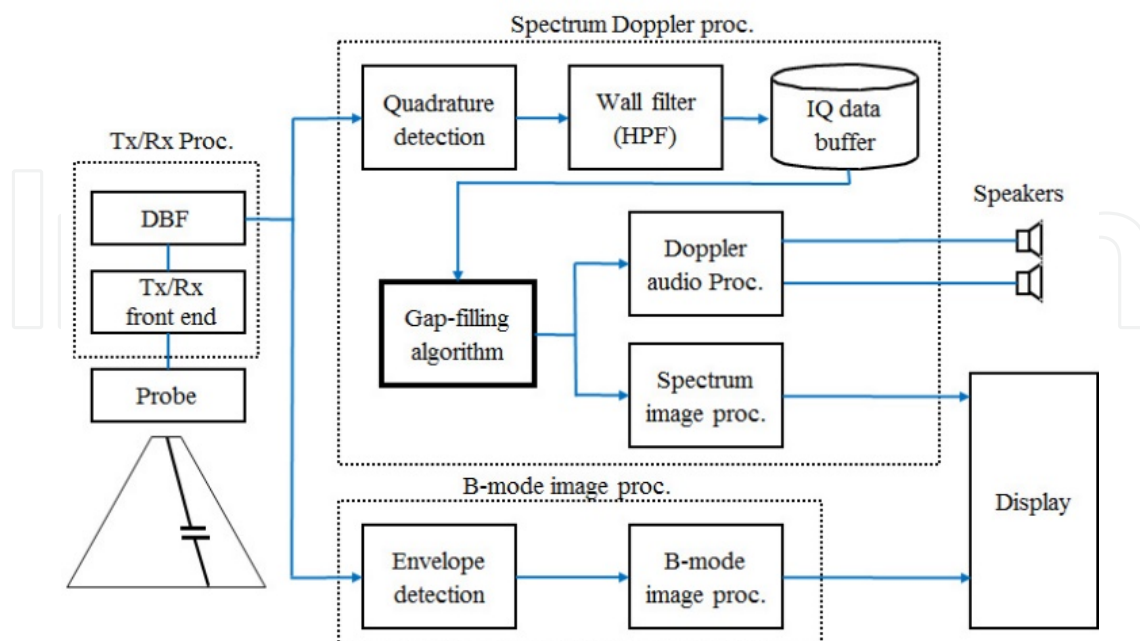 Spectrum Doppler proc.
Quadrature
detection
Wall filter
(HPF)
IQ data
buffer
Tx/Rx Proc.
DBF
Tx/Rx
front end
Probe
Speakers
Doppler
audio Proc.
Gap-filling
algorithm
Spectrum
image proc.
Display
B-mode image proc.
Envelope
detection
B-mode
image proc.